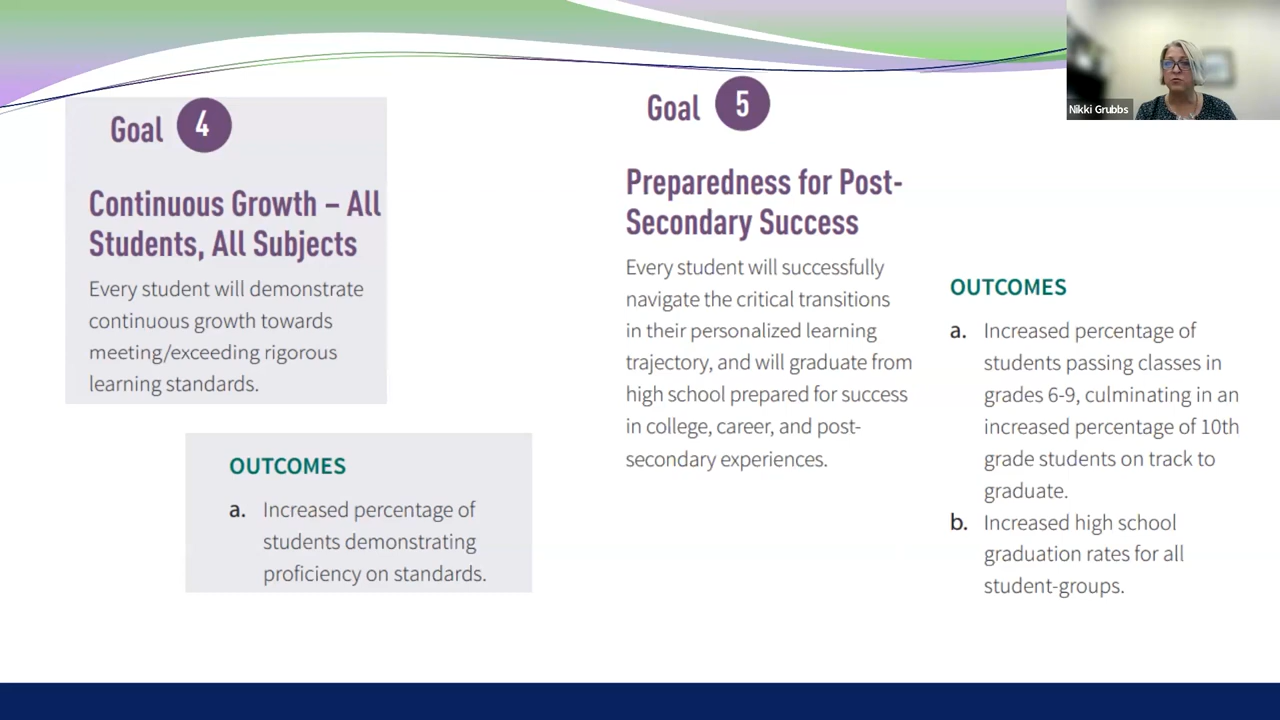 Goal 4
Continuous Growth – All
Students, All Subjects
Every student will demonstrate
continuous growth towards
meeting/exceeding rigorous
learning standards.
OUTCOMES
a. Increased percentage of
students demonstrating
proficiency on standards.
Goal 5
Preparedness for Post-
Secondary Success
Every student will successfully
navigate the critical transitions
in their personalized learning
trajectory, and will graduate from
high school prepared for success
in college, career, and post-
secondary experiences.
OUTCOMES
a. Increased percentage of
students passing classes in
grades 6-9, culminating in an
increased percentage of 10th
grade students on track to
graduate.
b. Increased high school
graduation rates for all
student-groups.
Nikki Grubbs